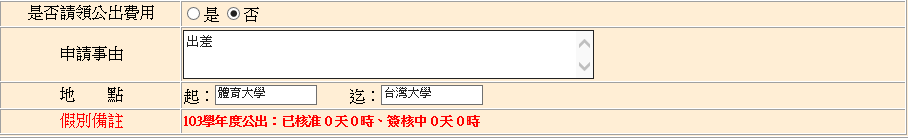 是否請領公出費用 是 否
申請事由 出差
地 點 起：體育大學 迄：台灣大學
假別備註 103學年度公出：已核准０天０時、簽核中０天０時